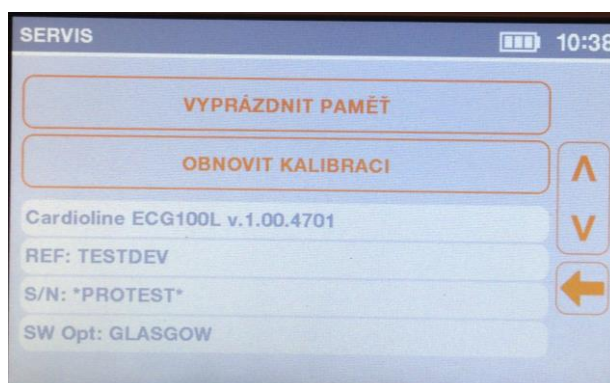 SERVIS 10:38
VYPRÁZDNIT PAMĚŤ
OBNOVIT KALIBRACI
Cardioline ECG100L v.1.00.4701
REF: TESTDEV
S/N: *PROTEST*
SW Opt: GLASGOW